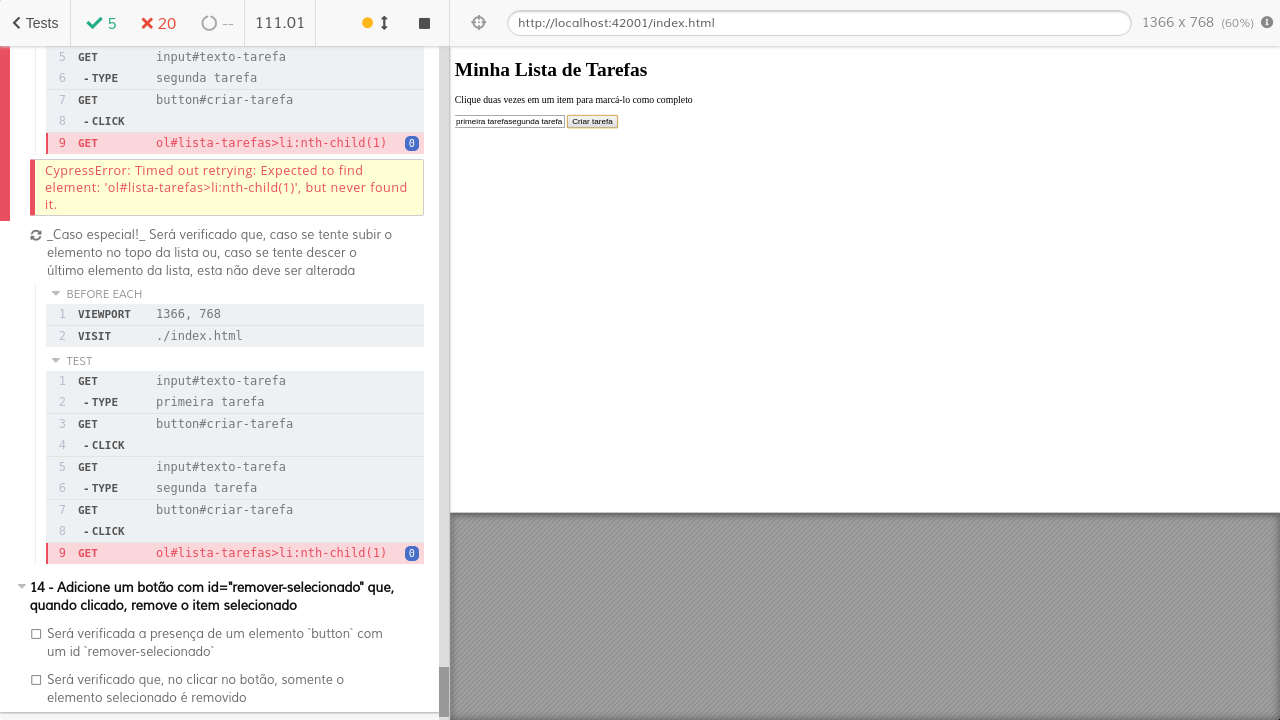 Tests 5 20 -- 111.01
http://localhost:42001/index.html 1366 x 768 (60%)
5 GET input#texto-tarefa
6 - TYPE segunda tarefa
7 GET button#criar-tarefa
8 - CLICK
9 GET ol#lista-tarefas>li:nth-child(1) 0
CypressError: Timed out retrying: Expected to find
element: 'ol#lista-tarefas>li:nth-child(1)', but never found
it.
_Caso especial!_ Será verificado que, caso se tente subir o
elemento no topo da lista ou, caso se tente descer o
último elemento da lista, esta não deve ser alterada
BEFORE EACH
1 VIEWPORT 1366, 768
2 VISIT ./index.html
TEST
1 GET input#texto-tarefa
2 - TYPE primeira tarefa
3 GET button#criar-tarefa
4 - CLICK
5 GET input#texto-tarefa
6 - TYPE segunda tarefa
7 GET button#criar-tarefa
8 - CLICK
9 GET ol#lista-tarefas>li:nth-child(1) 0
14 - Adicione um botão com id="remover-selecionado" que,
quando clicado, remove o item selecionado
Será verificada a presença de um elemento `button` com
um id `remover-selecionado`
Será verificado que, no clicar no botão, somente o
elemento selecionado é removido
Minha Lista de Tarefas
Clique duas vezes em um item para marcá-lo como completo
primeira tarefasegunda tarefa Criar tarefa